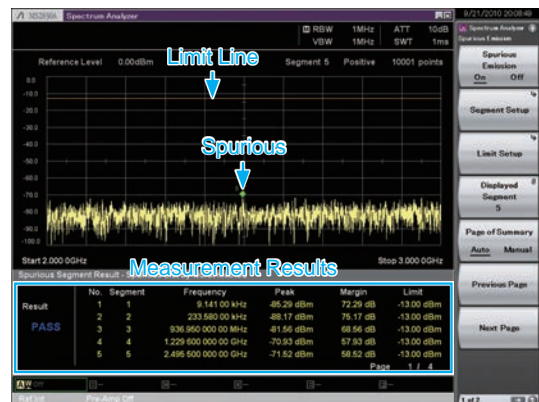 MS2830A Spectrum Analyzer
9/21/2010 20:08:49
RBW 1MHz ATT 10dB
VBW 1MHz SWT 1ms
Reference Level 0.00dBm Segment 5 Positive 10001 points
Limit Line
Spurious
0.0
-10.0
-20.0
-30.0
-40.0
-50.0
-60.0
-70.0
-80.0
-90.0
-100.0
Start 2.000 0GHz Stop 3.000 0GHz
Measurement Results
Spurious Segment Result
No. Segment Frequency Peak Margin Limit
Result
PASS
1 1 9.141 00 kHz -85.29 dBm 72.29 dB -13.00 dBm
2 2 233.580 00 kHz -88.17 dBm 75.17 dB -13.00 dBm
3 3 936.950 000 00 MHz -81.56 dBm 68.56 dB -13.00 dBm
4 4 1.229 600 000 00 GHz -70.93 dBm 57.93 dB -13.00 dBm
5 5 2.495 500 000 00 GHz -71.52 dBm 58.52 dB -13.00 dBm
Page 1 / 4
Off
Ref.Int Pre-Amp Off
Spectrum Analyzer
Spurious Emission
Spurious
Emission
On Off
Segment Setup
Limit Setup
Displayed
Segment
5
Page of Summary
Auto Manual
Previous Page
Next Page
1 of 2